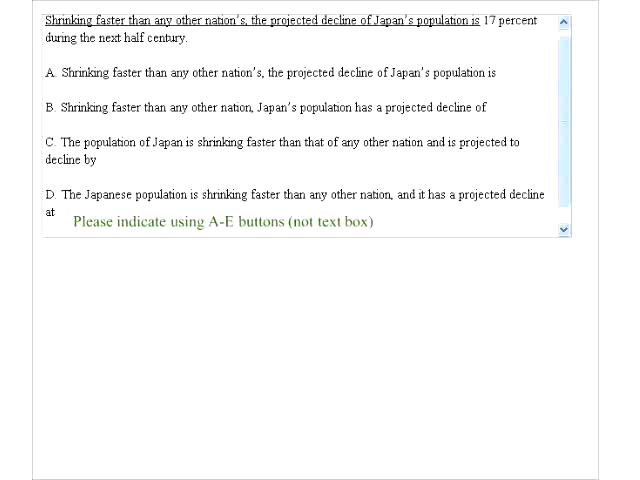 Shrinking faster than any other nation's, the projected decline of Japan's population is 17 percent
during the next half century.
A. Shrinking faster than any other nation's, the projected decline of Japan's population is
B. Shrinking faster than any other nation, Japan's population has a projected decline of
C. The population of Japan is shrinking faster than that of any other nation and is projected to
decline by
D. The Japanese population is shrinking faster than any other nation, and it has a projected decline
at
Please indicate using A-E buttons (not text box)